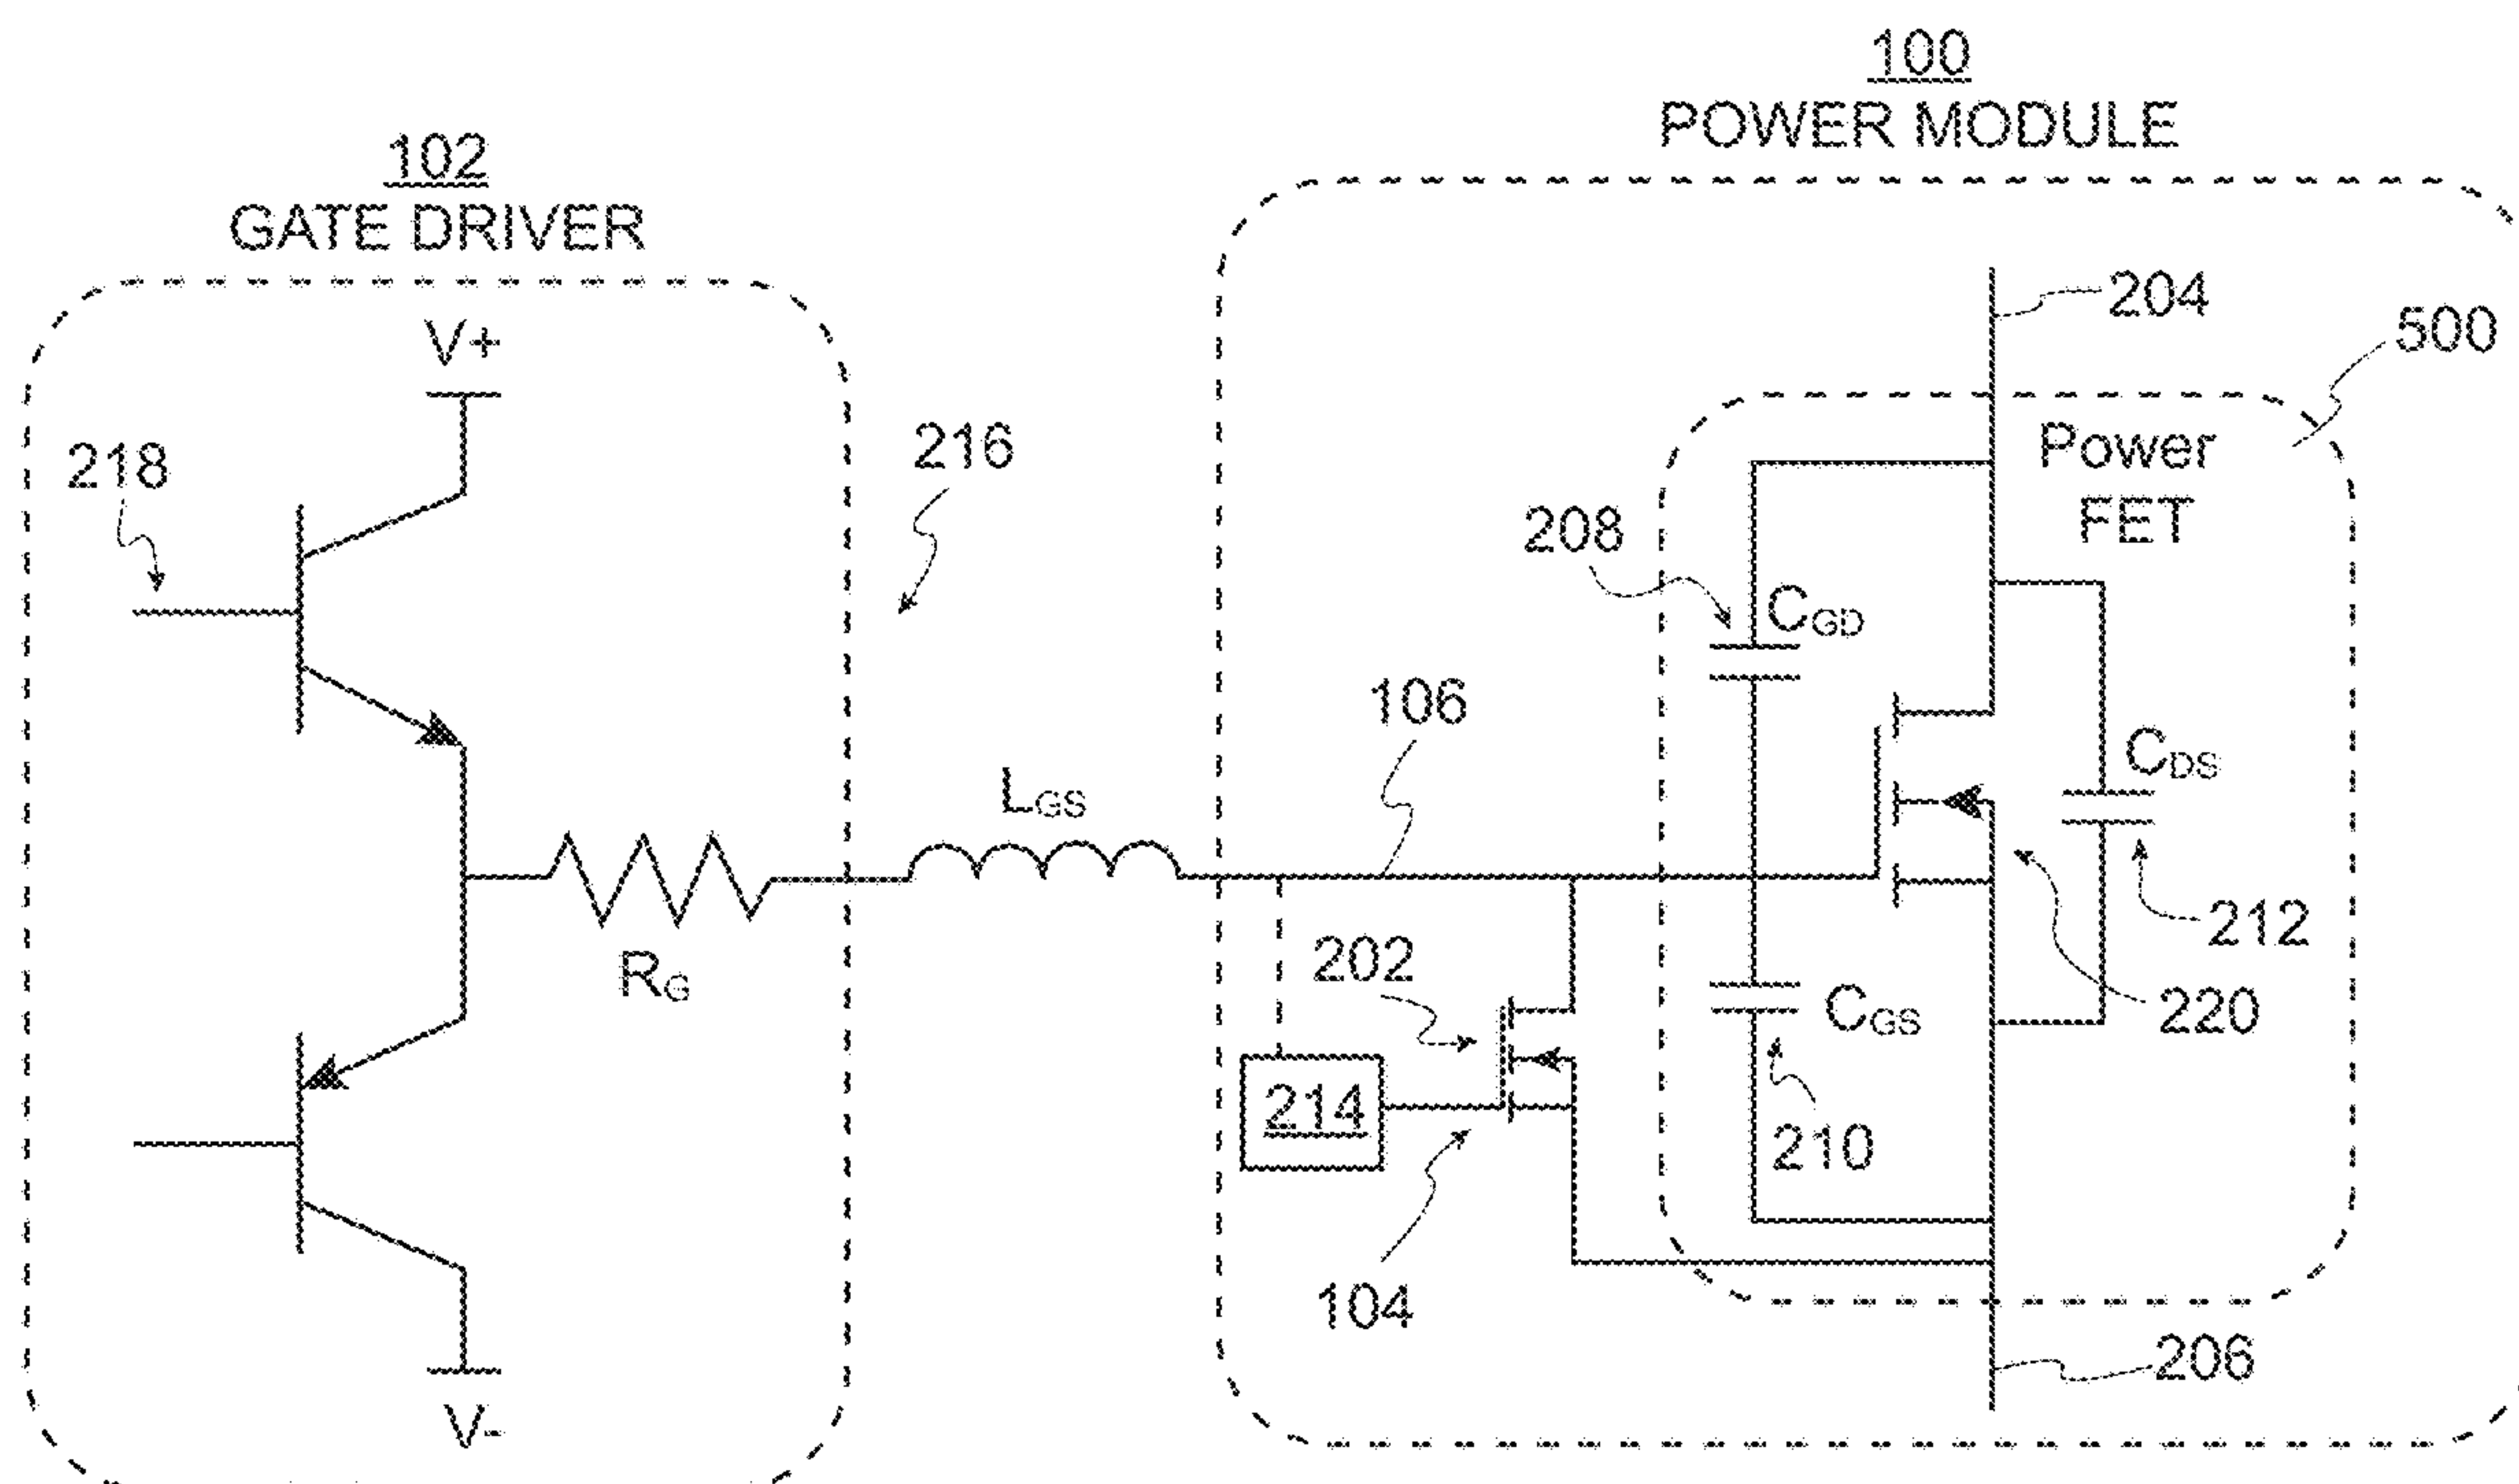 100
POWER MODULE
102
GATE DRIVER
V+
218
216
204
500
Power
FET
208
CGD
106
LGS
CDS
RG
202
212
CGS
220
214
210
104
206
V-